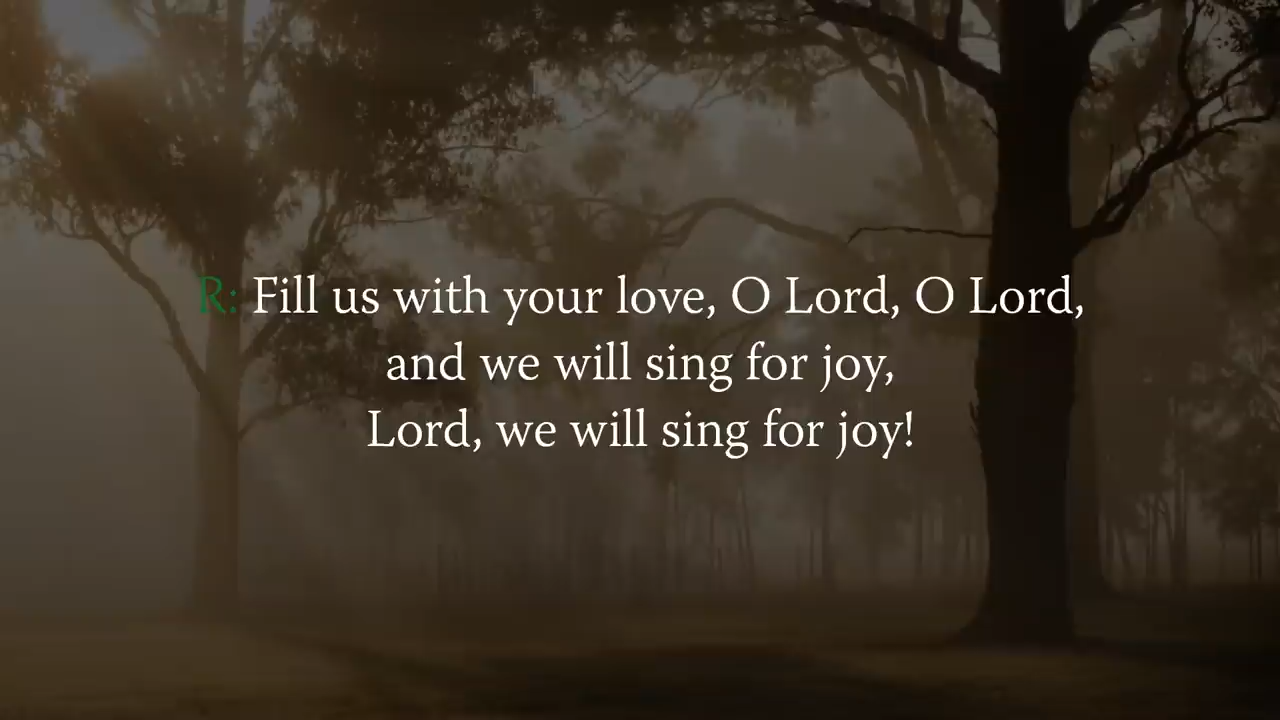 R: Fill us with your love, O Lord, O Lord,
and we will sing for joy,
Lord, we will sing for joy!